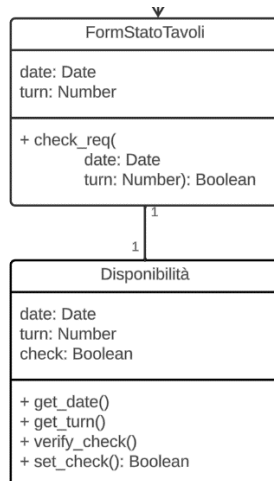 FormStatoTavoli
date: Date
turn: Number
+ check_req(
date: Date
turn: Number): Boolean
1
1
Disponibilità
date: Date
turn: Number
check: Boolean
+ get_date()
+ get_turn()
+ verify_check()
+ set_check(): Boolean